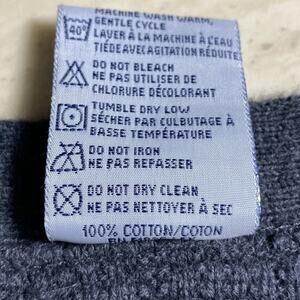 MACHINE WASH WARM,
GENTLE CYCLE
40°
LAVER À LA MACHINE À L'EAU
TIÈDE AVEC AGITATION RÉDUITE
DO NOT BLEACH
NE PAS UTILISER DE
CHLORURE DÉCOLORANT
TUMBLE DRY LOW
SÉCHER PAR CULBUTAGE À
BASSE TEMPÉRATURE
DO NOT IRON
NE PAS REPASSER
DO NOT DRY CLEAN
NE PAS NETTOYER À SEC
100% COTTON/COTON